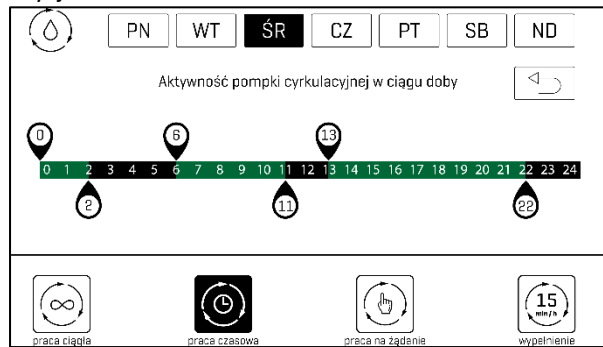 PN WT ŚR CZ PT SB ND
Aktywność pompki cyrkulacyjnej w ciągu doby
0 6 13
0 1 2 3 4 5 6 7 8 9 10 11 12 13 14 15 16 17 18 19 20 21 22 23 24
2 11 22
15
min/h
praca ciągła praca czasowa praca na żądanie wypełnienie